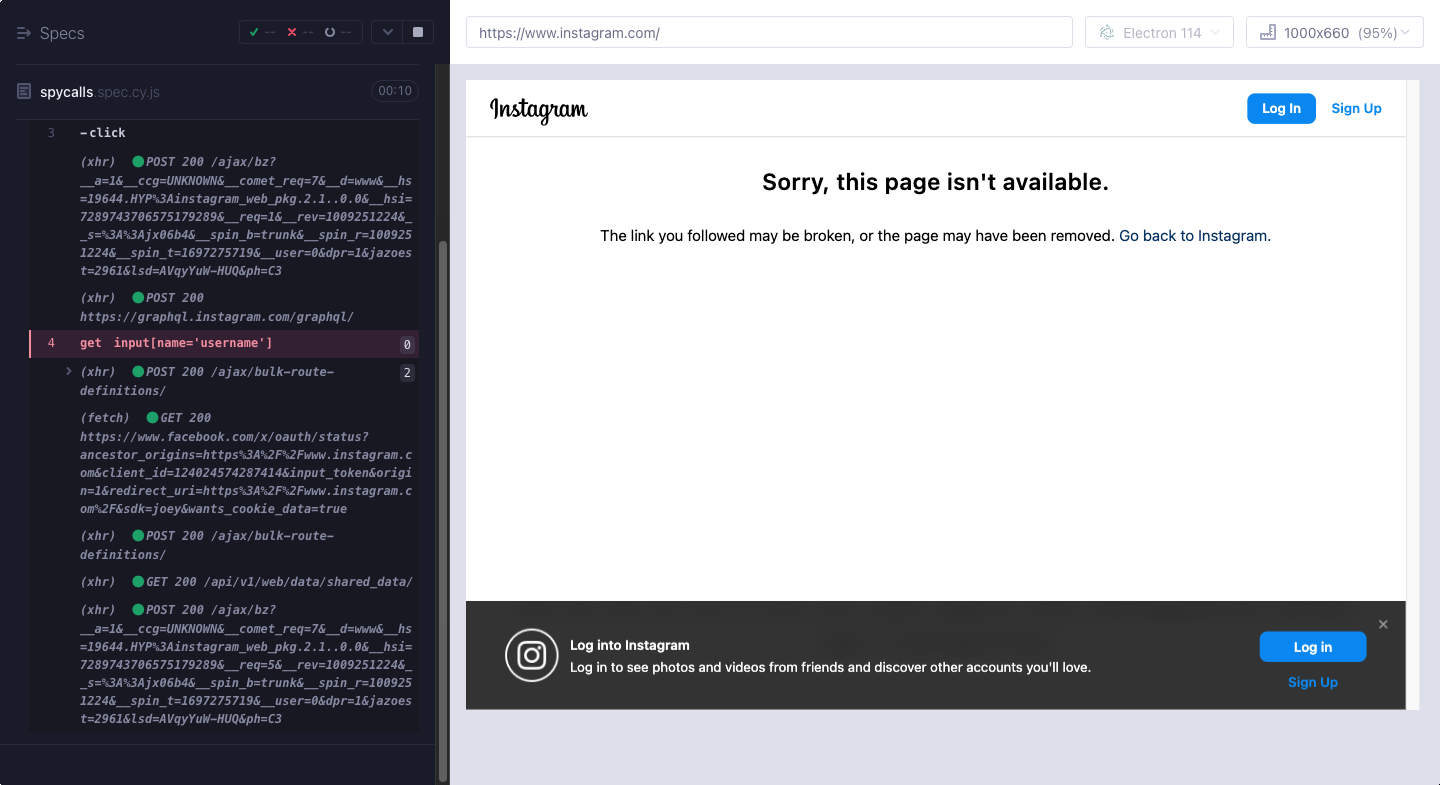 Specs
-- -- --
spycalls.spec.cy.js
00:10
3 -click
(xhr) POST 200 /ajax/bz?
__a=1&__ccg=UNKNOWN&__comet_req=7&__d=www&__hs
=19644.HYP%3Ainstagram_web_pkg.2.1..0.0&__hsi=
7289743706575179289&__req=1&__rev=1009251224&_
_s=%3A%3Ajx06b4&__spin_b=trunk&__spin_r=100925
1224&__spin_t=1697275719&__user=0&dpr=1&jazoes
t=2961&lsd=AVqyYuW-HUQ&ph=C3
(xhr) POST 200
https://graphql.instagram.com/graphql/
4 get input[name='username'] 0
(xhr) POST 200 /ajax/bulk-route- 2
definitions/
(fetch) GET 200
https://www.facebook.com/x/oauth/status?
ancestor_origins=https%3A%2F%2Fwww.instagram.c
om&client_id=124024574287414&input_token&origi
n=1&redirect_uri=https%3A%2F%2Fwww.instagram.c
om%2F&sdk=joey&wants_cookie_data=true
(xhr) POST 200 /ajax/bulk-route-
definitions/
(xhr) GET 200 /api/v1/web/data/shared_data/
(xhr) POST 200 /ajax/bz?
__a=1&__ccg=UNKNOWN&__comet_req=7&__d=www&__hs
=19644.HYP%3Ainstagram_web_pkg.2.1..0.0&__hsi=
7289743706575179289&__req=5&__rev=1009251224&_
_s=%3A%3Ajx06b4&__spin_b=trunk&__spin_r=100925
1224&__spin_t=1697275719&__user=0&dpr=1&jazoes
t=2961&lsd=AVqyYuW-HUQ&ph=C3
https://www.instagram.com/
Electron 114
1000x660 (95%)
Instagram
Log In
Sign Up
Sorry, this page isn't available.
The link you followed may be broken, or the page may have been removed. Go back to Instagram.
Log into Instagram
Log in to see photos and videos from friends and discover other accounts you'll love.
Log in
Sign Up